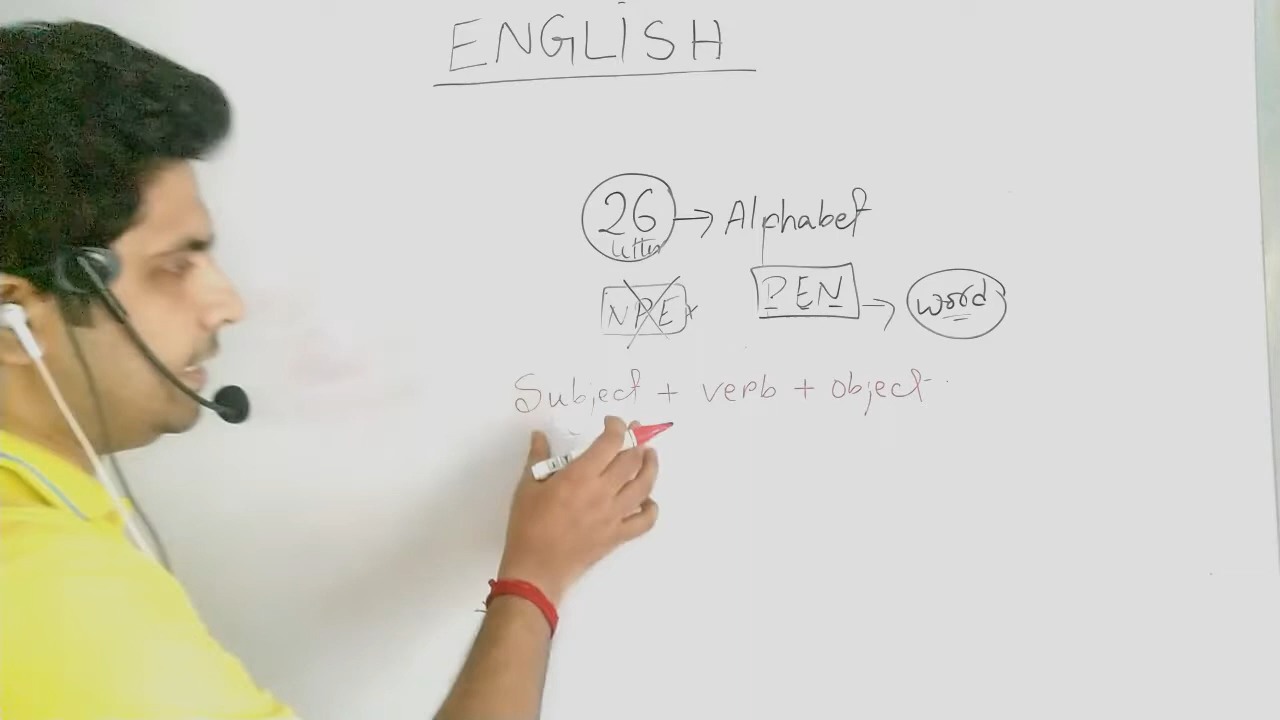 ENGLISH
26 → Alphabet
letter
NPE × PEN → word
Subject + verb + object